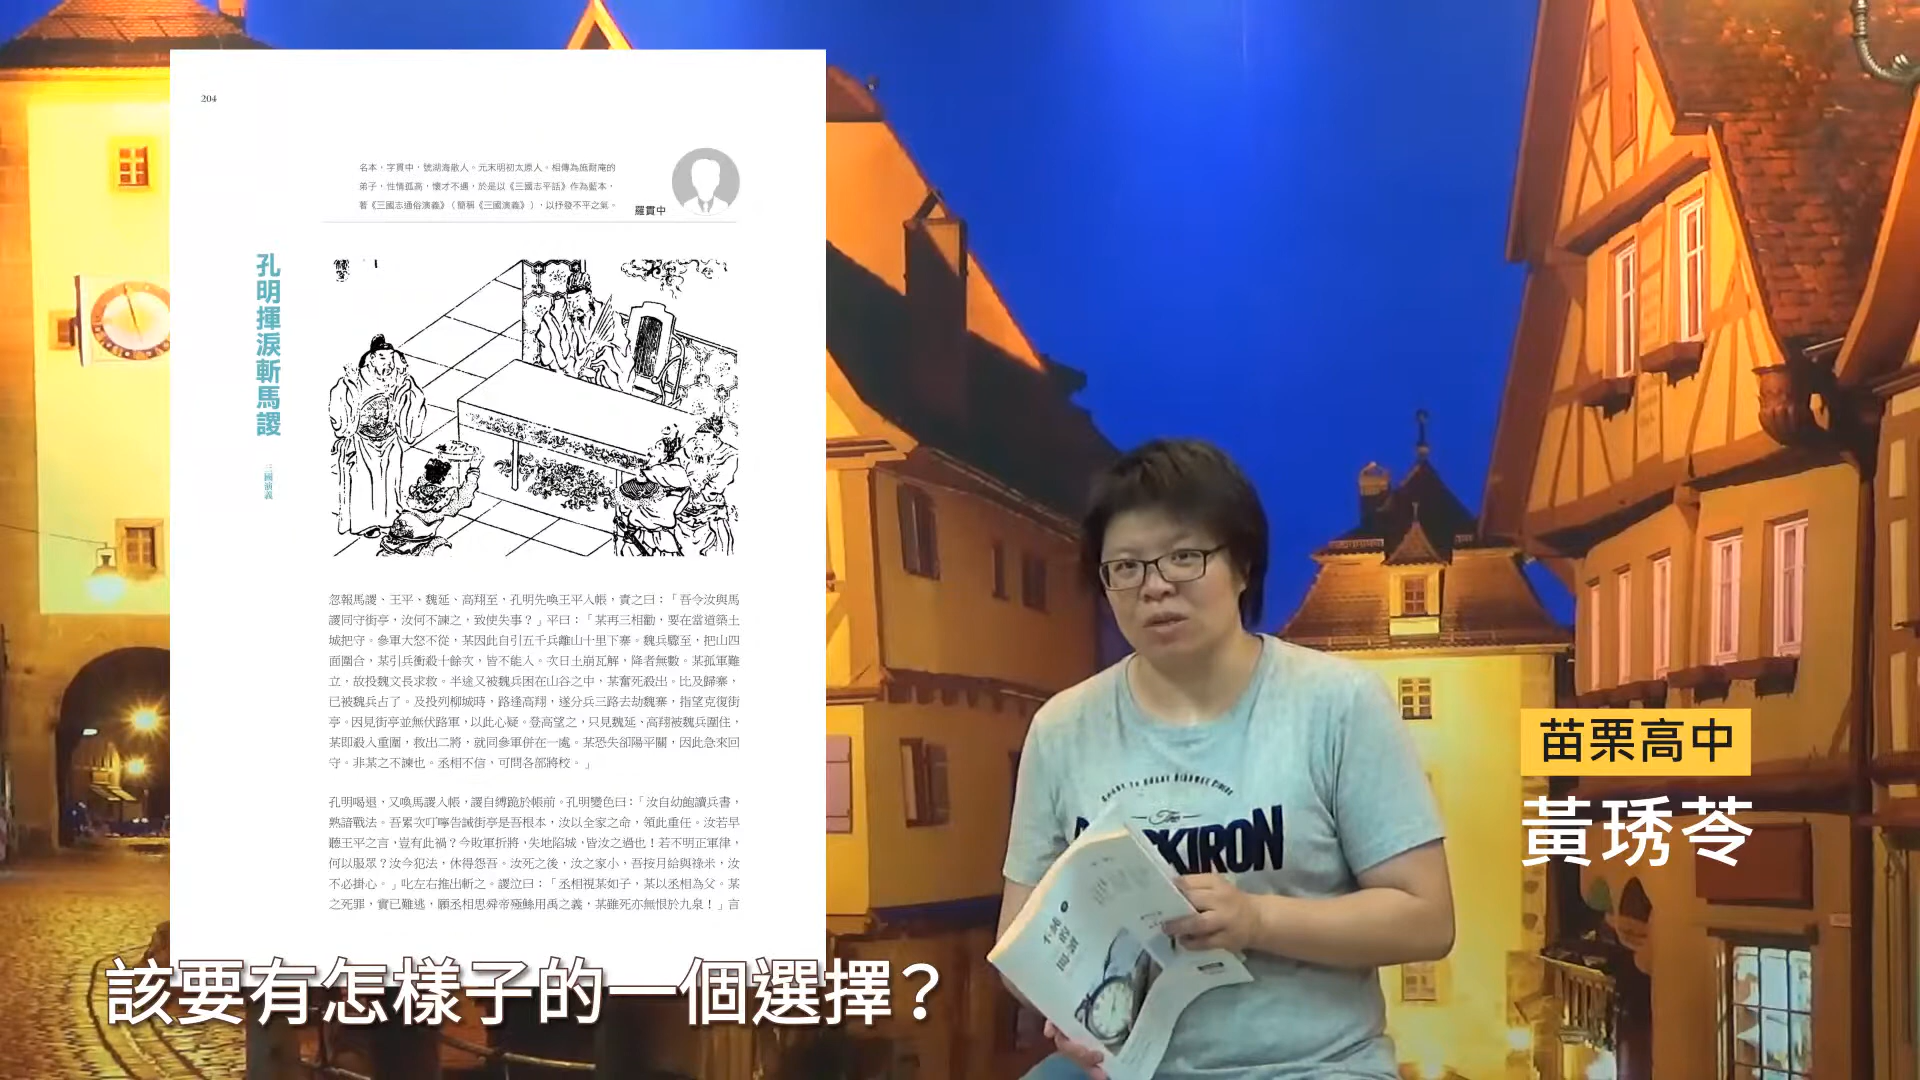 204
名本，字貫中，號湖海散人。元末明初太原人。相傳為施耐庵的
弟子，性情孤高，懷才不遇，於是以《三國志平話》作為藍本，
著《三國志通俗演義》（簡稱《三國演義》），以抒發不平之氣。
羅貫中
孔明揮淚斬馬謖
三國演義
忽報馬謖、王平、魏延、高翔至，孔明先喚王平入帳，責之曰：「吾令汝與馬
謖同守街亭，汝何不諫之，致使失事？」平曰：「某再三相勸，要在當道築土
城把守。參軍大怒不從，某因此自引五千兵離山十里下寨。魏兵驟至，把山四
面圍合，某引兵衝殺十餘次，皆不能入。次日土崩瓦解，降者無數。某孤軍難
立，故投魏文長求救。半途又被魏兵困在山谷之中，某奮死殺出。比及歸寨，
已被魏兵占了。及投列柳城時，路逢高翔，遂分兵三路去劫魏寨，指望克復街
亭。因見街亭並無伏路軍，以此心疑。登高望之，只見魏延、高翔被魏兵圍住，
某即殺入重圍，救出二將，就同參軍併在一處。某恐失卻陽平關，因此急來回
守。非某之不諫也。丞相不信，可問各部將校。」
孔明喝退，又喚馬謖入帳，謖自縛跪於帳前。孔明變色曰：「汝自幼飽讀兵書，
熟諳戰法。吾累次叮嚀告誡街亭是吾根本，汝以全家之命，領此重任。汝若早
聽王平之言，豈有此禍？今敗軍折將，失地陷城，皆汝之過也！若不明正軍律，
何以服眾？汝今犯法，休得怨吾。汝死之後，汝之家小，吾按月給與祿米，汝
不必掛心。」叱左右推出斬之。謖泣曰：「丞相視某如子，某以丞相為父。某
之死罪，實已難逃，願丞相思舜帝殛鯀用禹之義，某雖死亦無恨於九泉！」言
The
KIRON
苗栗高中
黃琇苓
該要有怎樣子的一個選擇？